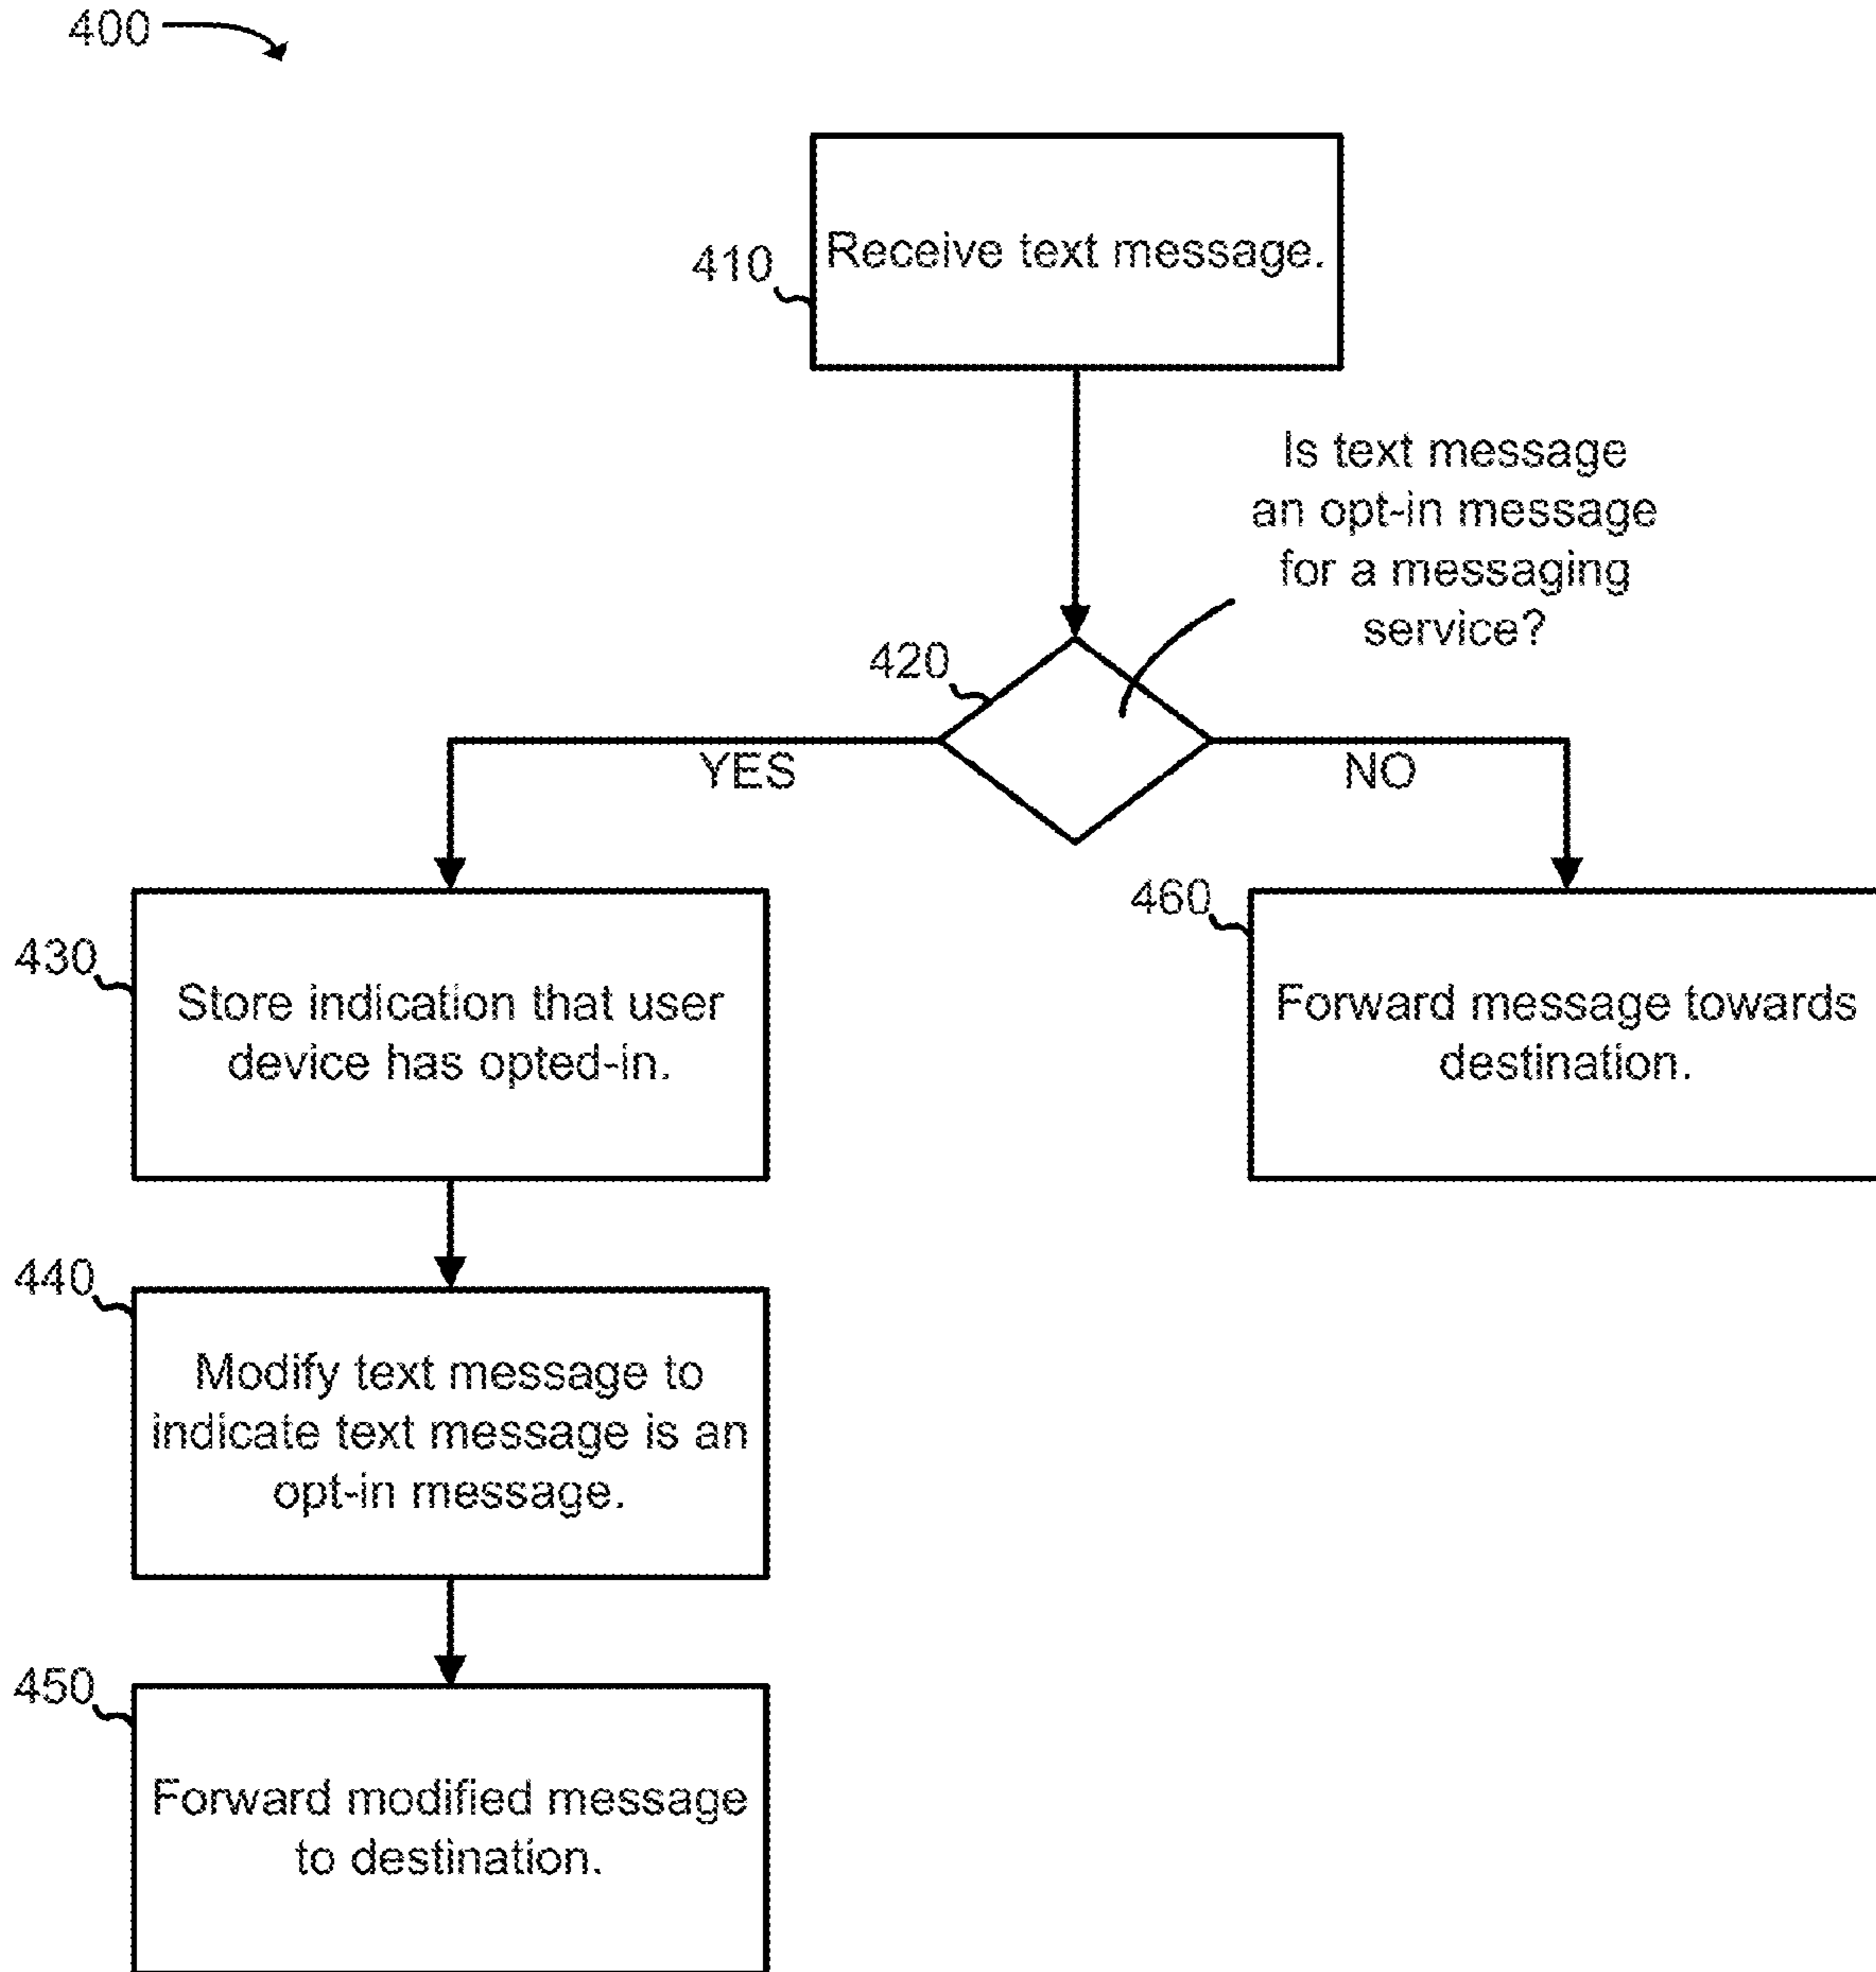 400
Receive text message.
410
Is text message
an opt-in message
for a messaging
service?
420
YES
NO
430
Store indication that user
device has opted-in.
460
Forward message towards
destination.
440
Modify text message to
indicate text message is an
opt-in message.
450
Forward modified message
to destination.